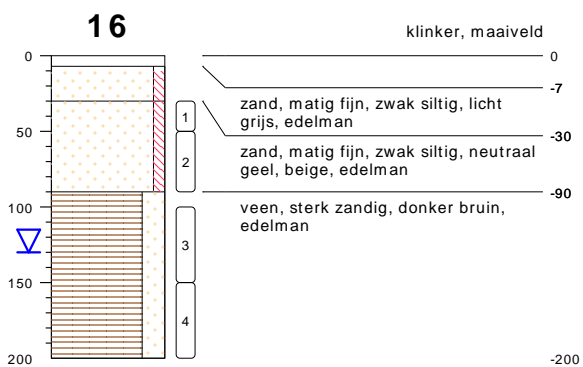 16
klinker, maaiveld
0
0
-7
zand, matig fijn, zwak siltig, licht
grijs, edelman
1
50
-30
2
zand, matig fijn, zwak siltig, neutraal
geel, beige, edelman
-90
100
veen, sterk zandig, donker bruin,
edelman
3
150
4
200
-200